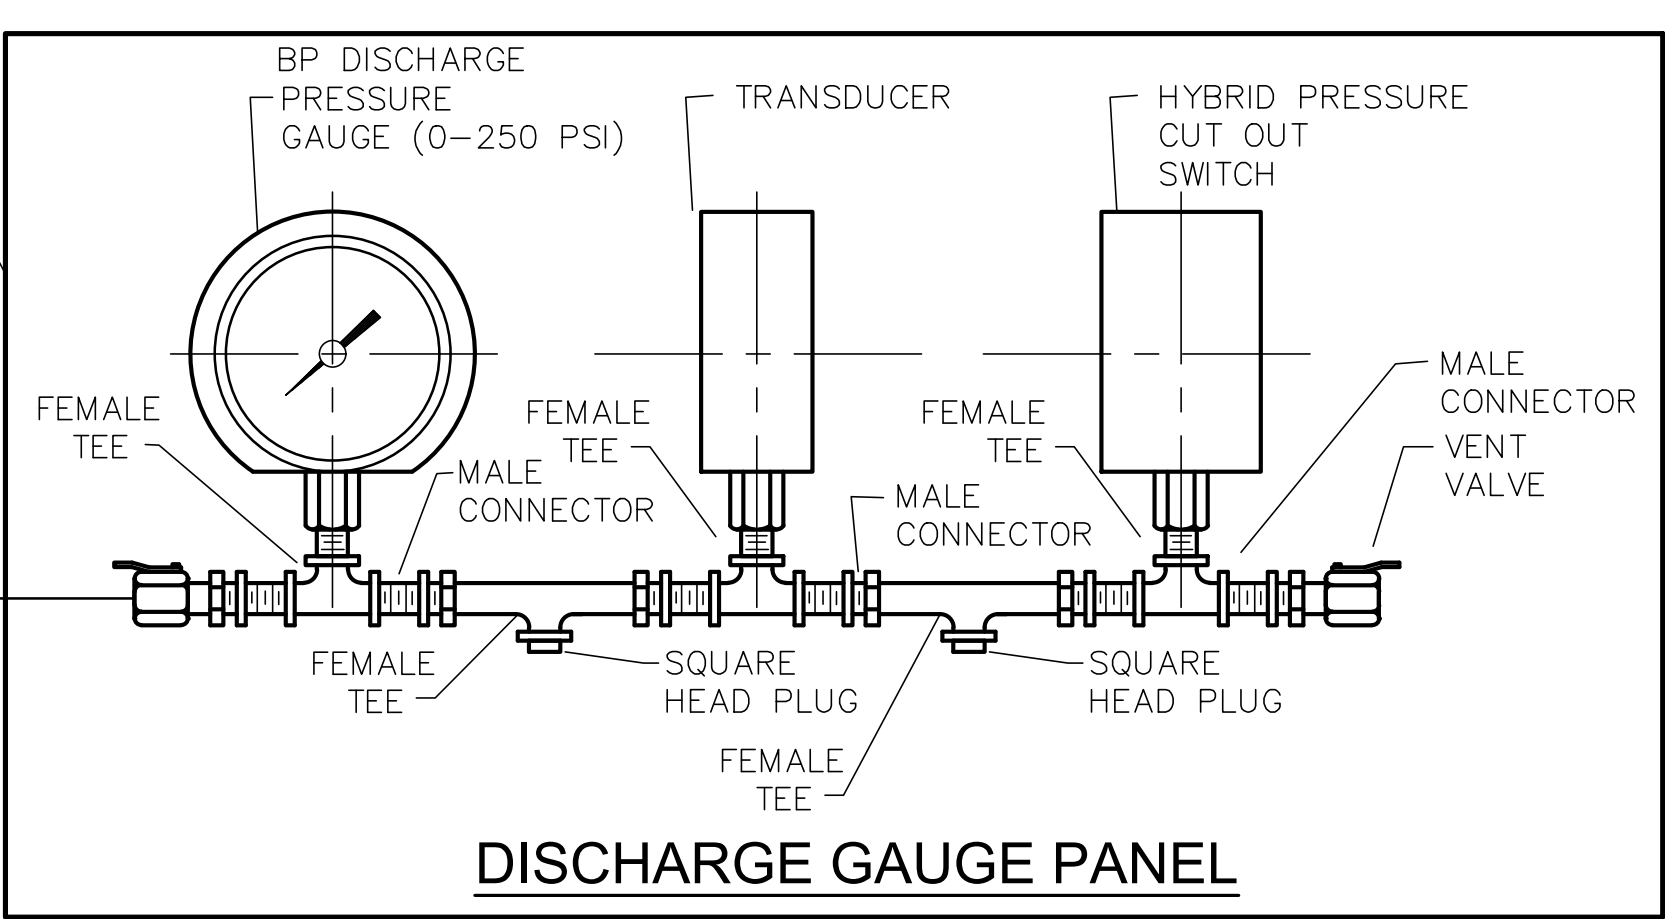 BP DISCHARGE
PRESSURE
GAUGE (0-250 PSI)
TRANSDUCER
HYBRID PRESSURE
CUT OUT
SWITCH
MALE
CONNECTOR
FEMALE
TEE
FEMALE
TEE
FEMALE
TEE
VENT
VALVE
MALE
CONNECTOR
MALE
CONNECTOR
FEMALE
TEE
SQUARE
HEAD PLUG
SQUARE
HEAD PLUG
FEMALE
TEE
DISCHARGE GAUGE PANEL